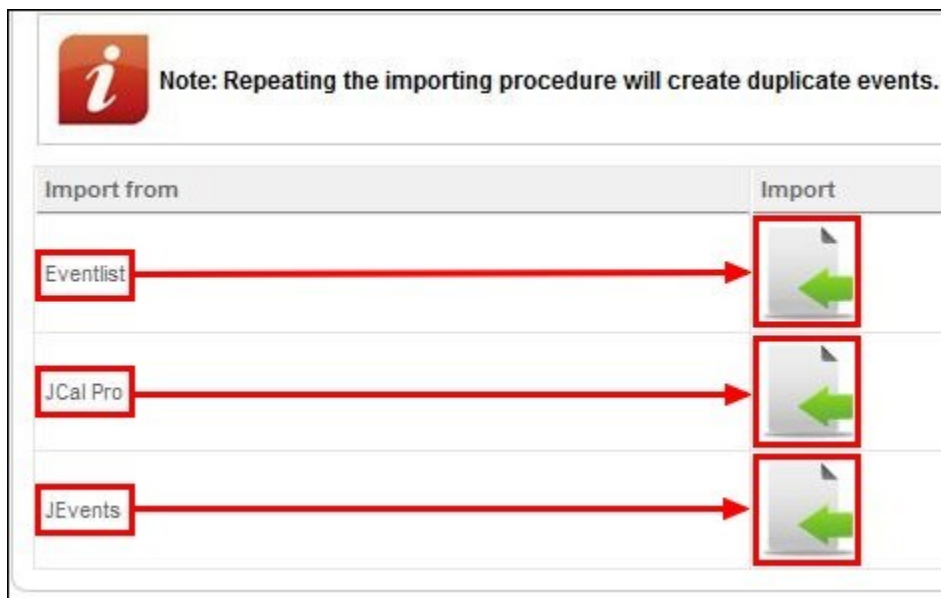 Note: Repeating the importing procedure will create duplicate events.
Import from Import
Eventlist
JCal Pro
JEvents